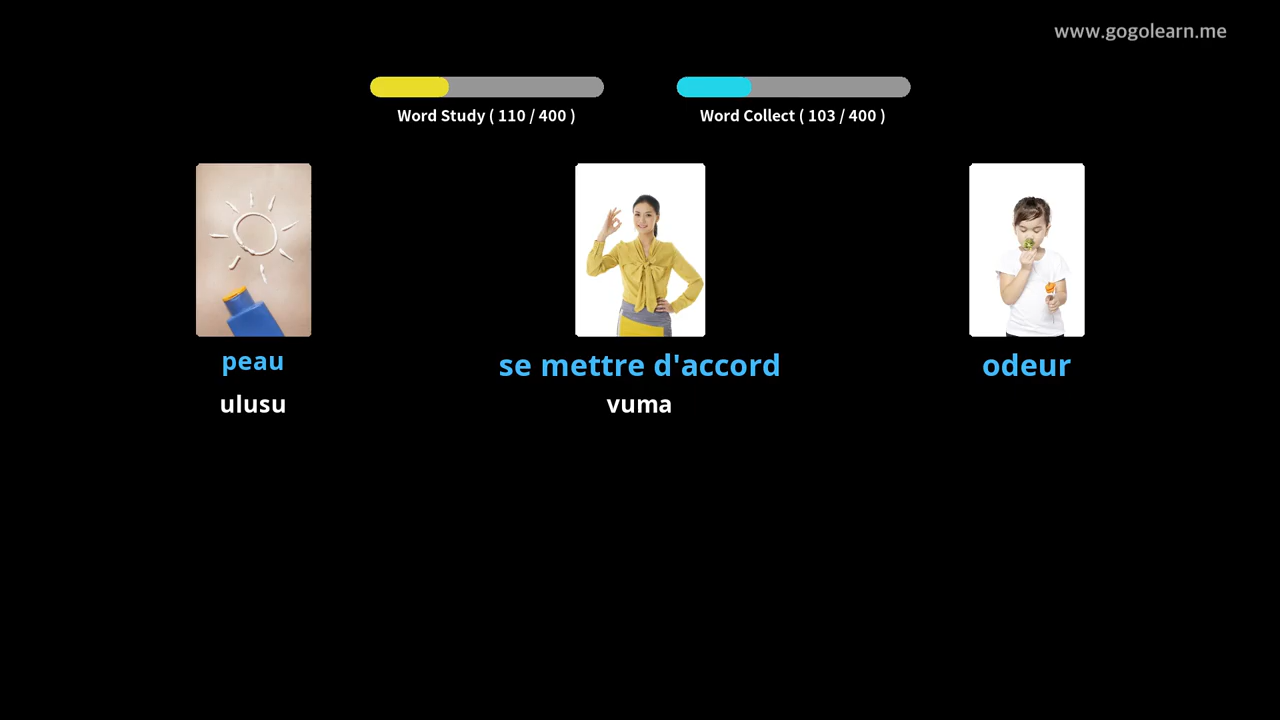 www.gogolearn.me
Word Study ( 110 / 400 )
Word Collect ( 103 / 400 )
peau
se mettre d'accord
odeur
ulusu
vuma